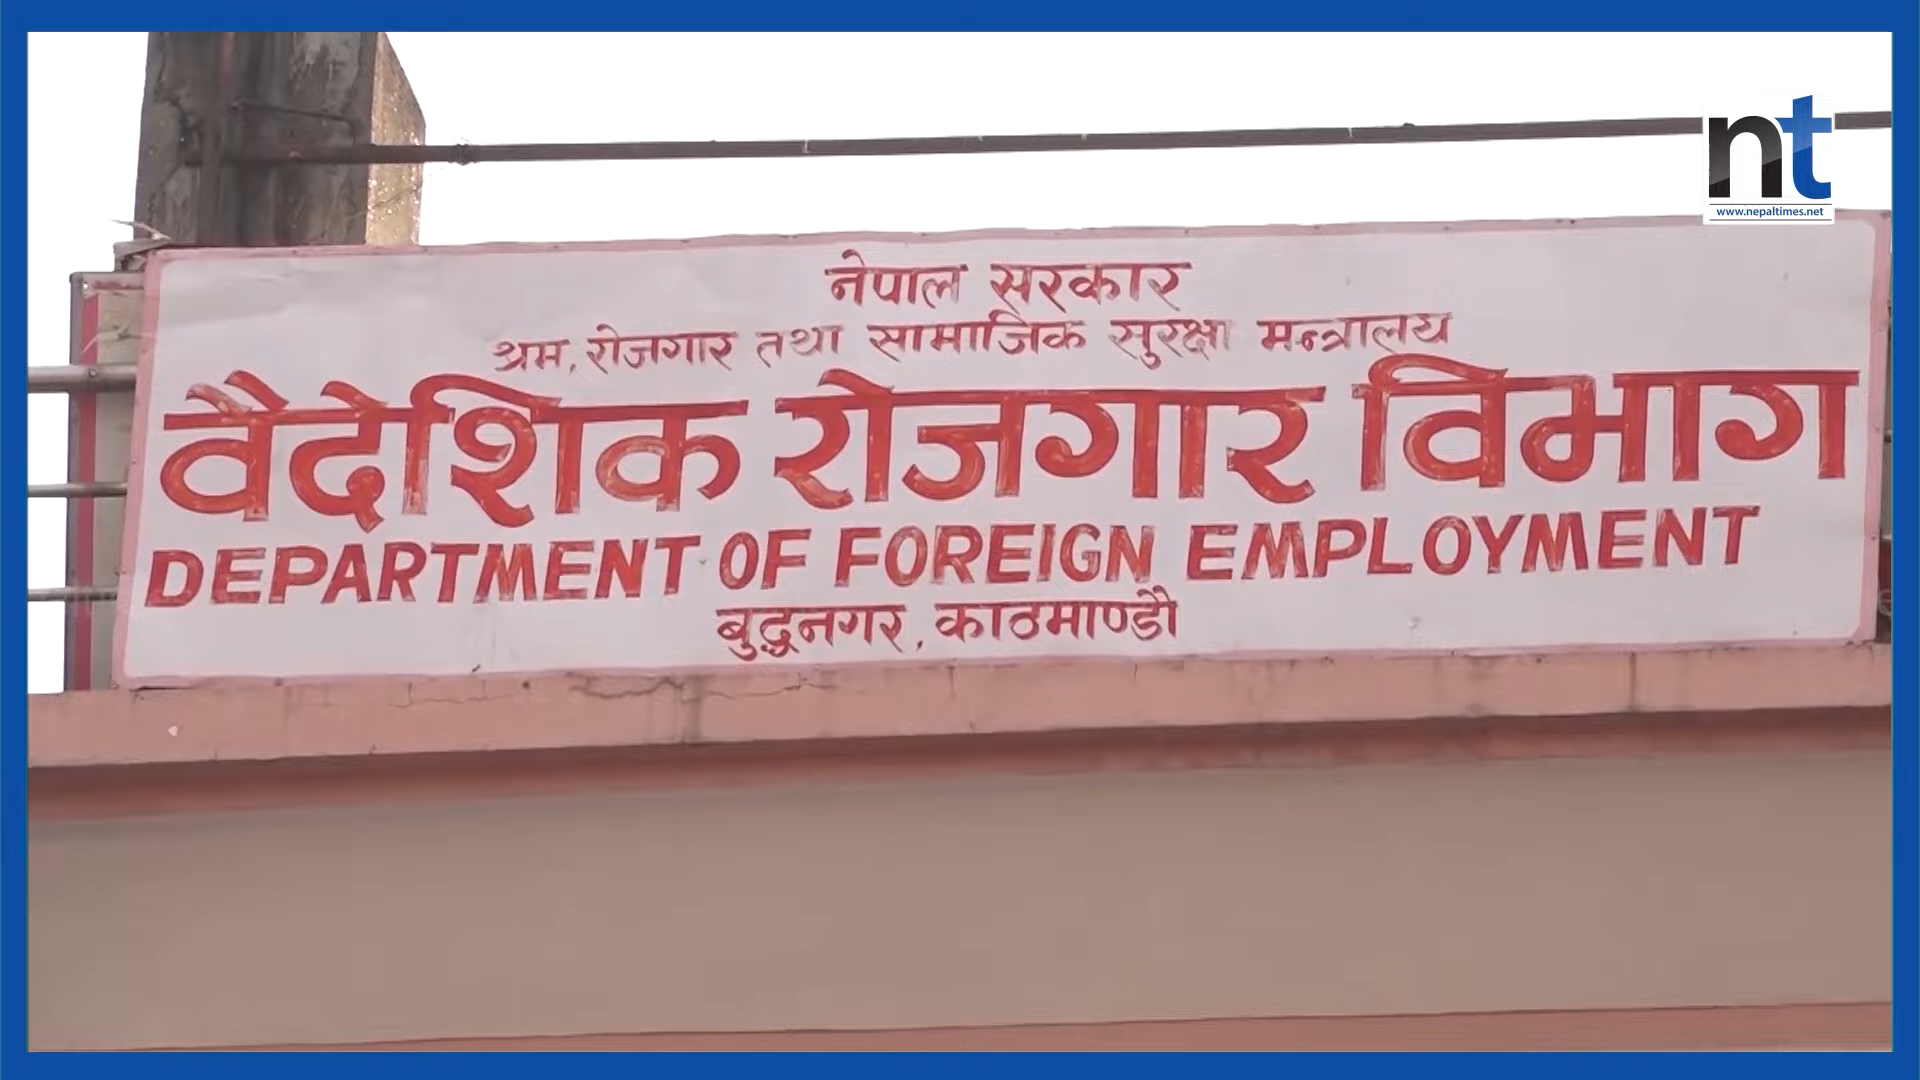 nt
www.nepaltimes.net
नेपाल सरकार
श्रम, रोजगार तथा सामाजिक सुरक्षा मन्त्रालय
वैदेशिक रोजगार विभाग
DEPARTMENT OF FOREIGN EMPLOYMENT
बुद्धनगर, काठमाण्डौ